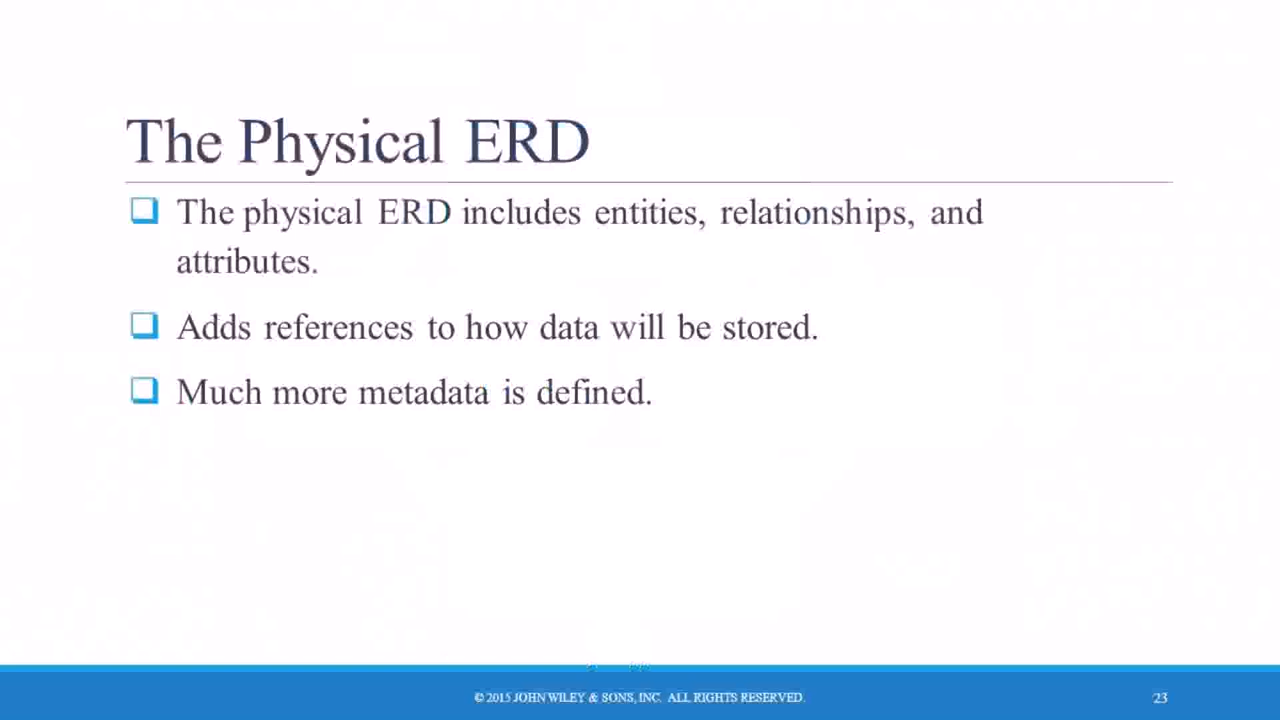 The Physical ERD
The physical ERD includes entities, relationships, and
attributes.
Adds references to how data will be stored.
Much more metadata is defined.
© 2015 JOHN WILEY & SONS, INC. ALL RIGHTS RESERVED.
23